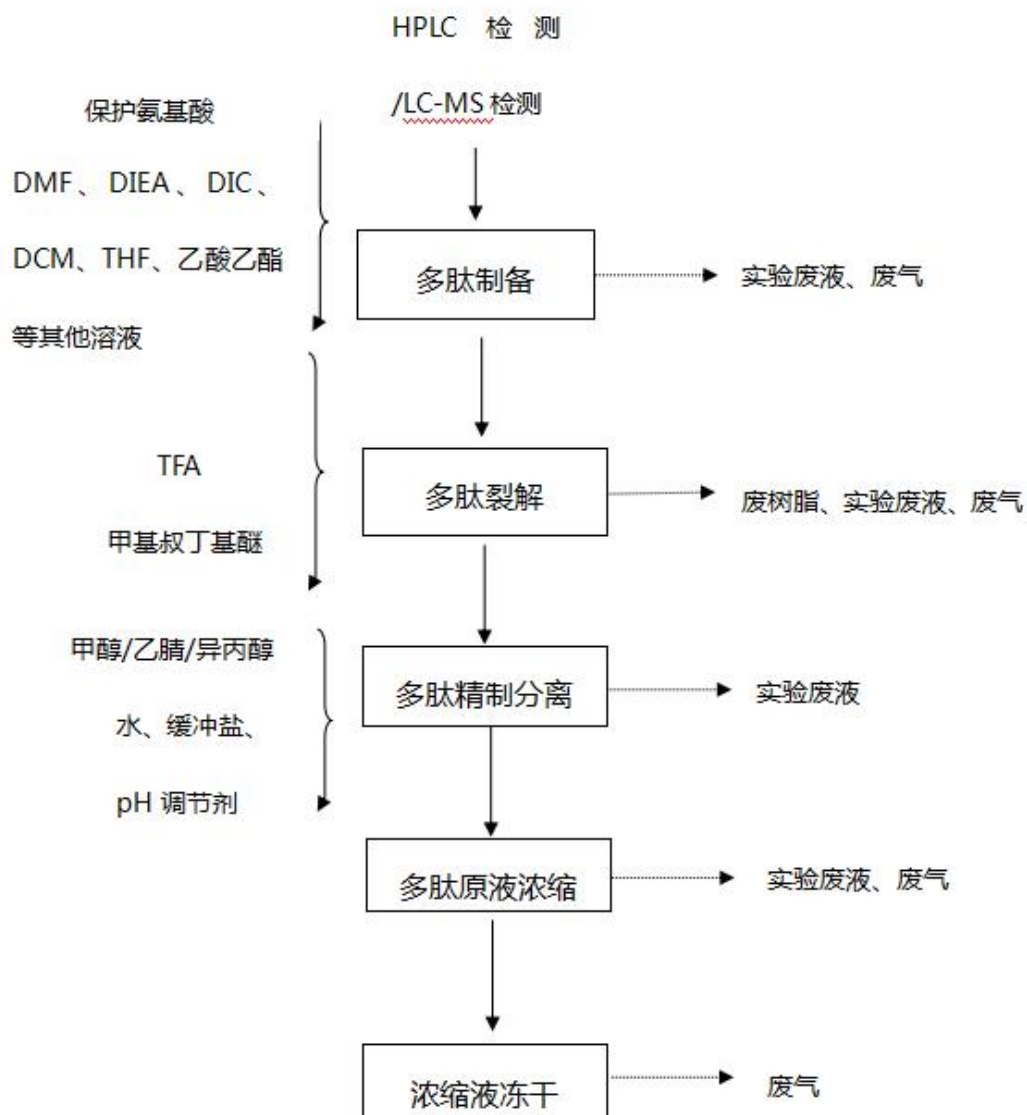 HPLC 检 测
/LC-MS 检测
保护氨基酸
DMF、DIEA、DIC、
DCM、THF、乙酸乙酯
等其他溶液
多肽制备
实验废液、废气
TFA
甲基叔丁基醚
多肽裂解
废树脂、实验废液、废气
甲醇/乙腈/异丙醇
水、缓冲盐、
pH 调节剂
多肽精制分离
实验废液
多肽原液浓缩
实验废液、废气
浓缩液冻干
废气